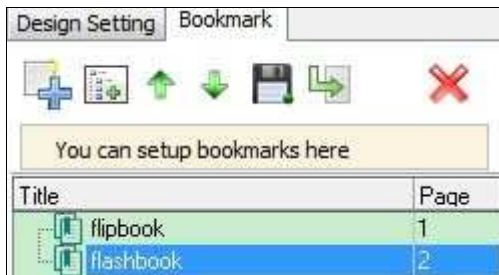 Design Setting Bookmark
You can setup bookmarks here
Title Page
flipbook 1
flashbook 2